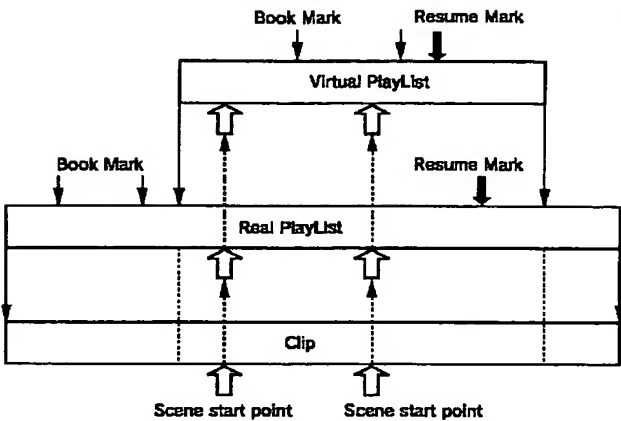 Book Mark Resume Mark
Virtual PlayList
Book Mark Resume Mark
Real PlayList
Clip
Scene start point Scene start point